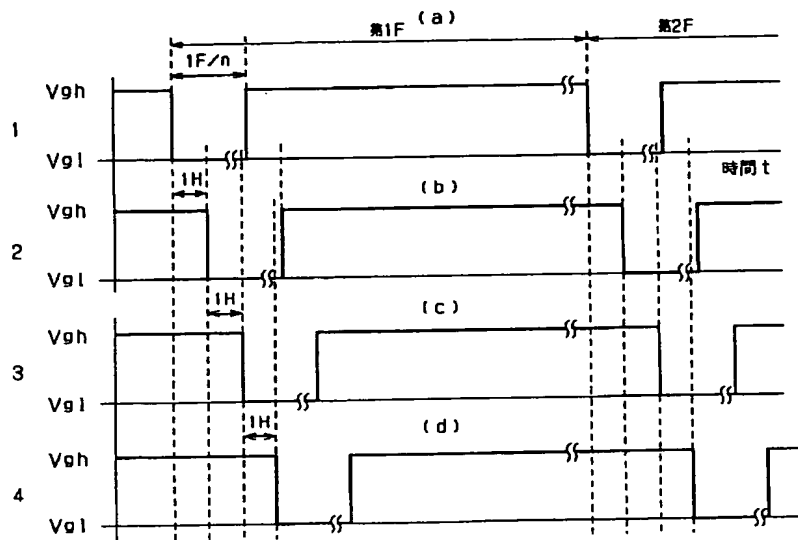 (a)
第1F 第2F
1F/n
Vgh
1
Vgl
時間t
1H
(b)
Vgh
2
Vgl
1H
(c)
Vgh
3
Vgl
1H
(d)
Vgh
4
Vgl